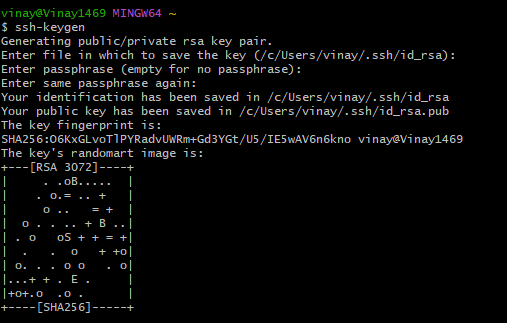 vinay@Vinay1469 MINGW64 ~
$ ssh-keygen
Generating public/private rsa key pair.
Enter file in which to save the key (/c/Users/vinay/.ssh/id_rsa):
Enter passphrase (empty for no passphrase):
Enter same passphrase again:
Your identification has been saved in /c/Users/vinay/.ssh/id_rsa
Your public key has been saved in /c/Users/vinay/.ssh/id_rsa.pub
The key fingerprint is:
SHA256:O6KxGLvoTlPYRadvUWRm+Gd3YGt/U5/IE5wAV6n6kno vinay@Vinay1469
The key's randomart image is:
+---[RSA 3072]----+
|     . .oB.....  |
|    . o.= .. +   |
|     o ..   = +  |
|  o . . .. + B ..|
| . o   oS + + = +|
|  .   .  o   + +o|
| o. . . o o   . o|
|...+ + . E .     |
|+o+.o  .o .      |
+----[SHA256]-----+